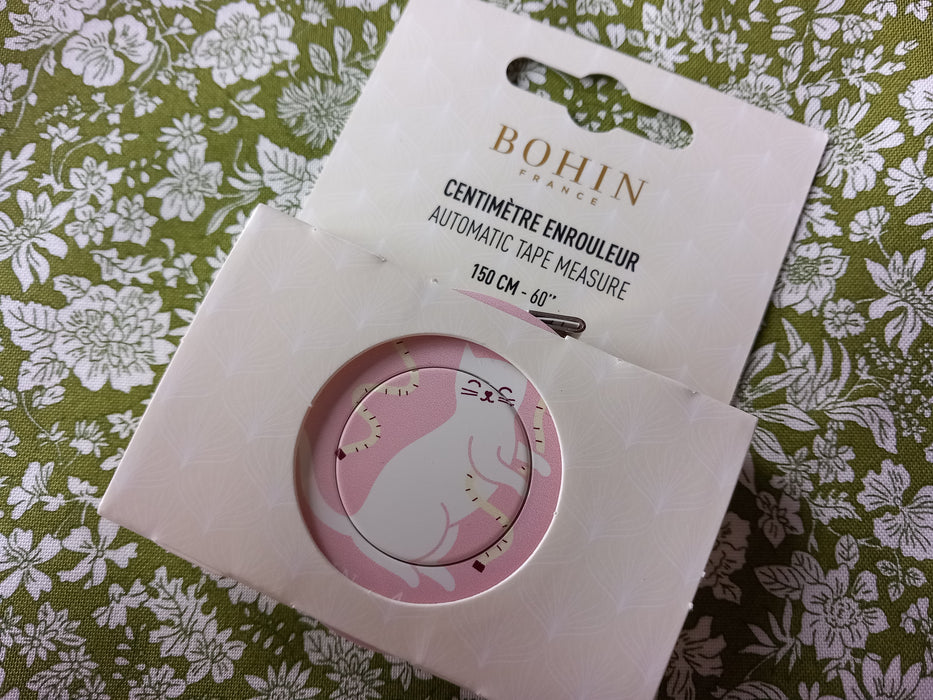 BOHIN
FRANCE
CENTIMÈTRE ENROULEUR
AUTOMATIC TAPE MEASURE
150 CM - 60"